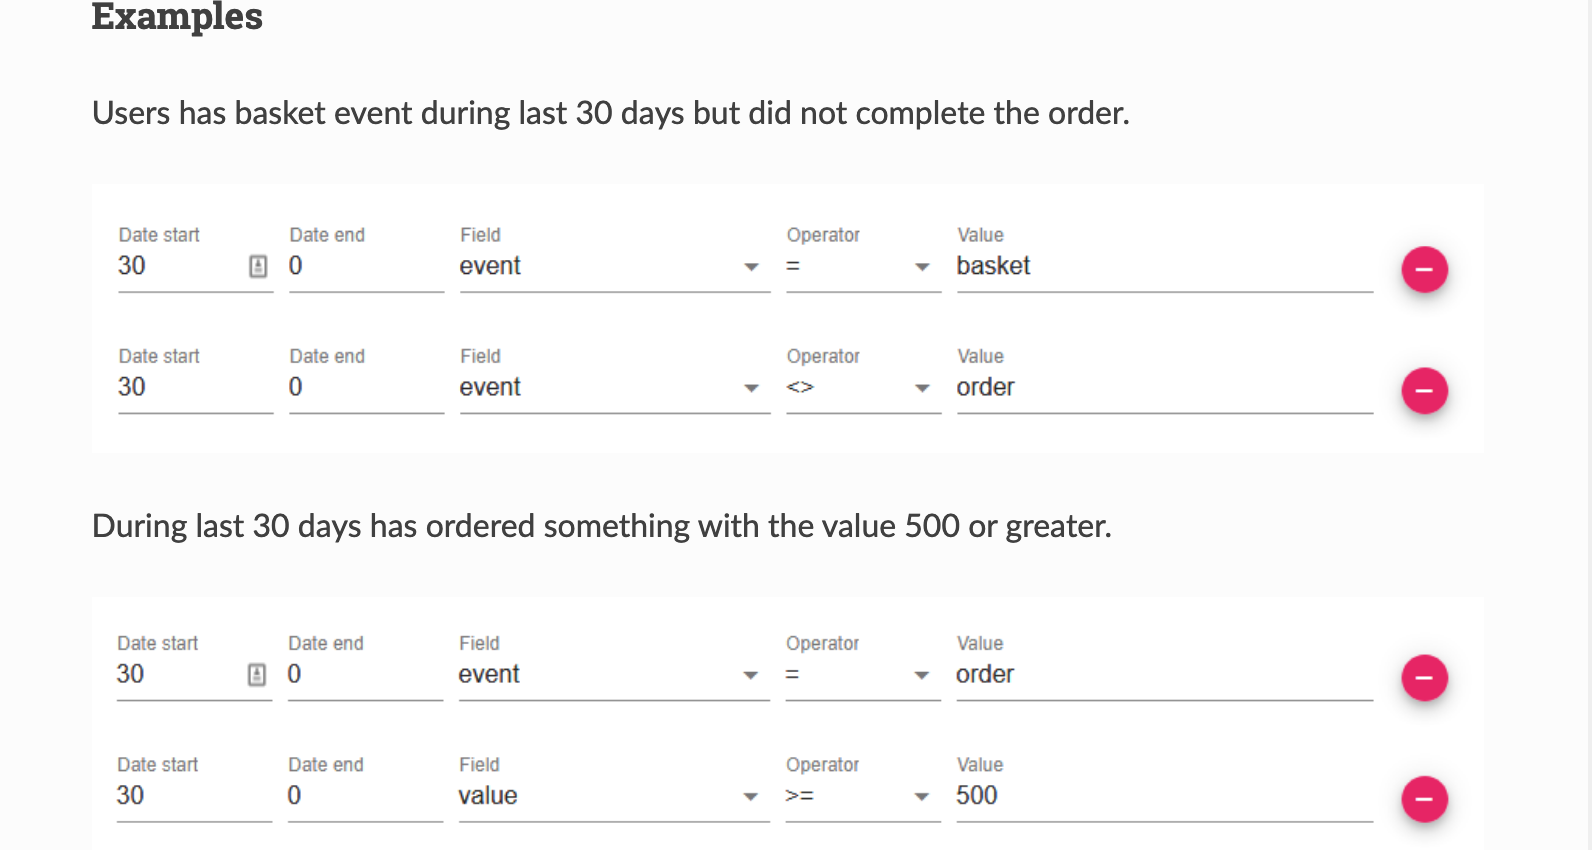 Examples
Users has basket event during last 30 days but did not complete the order.
Date start Date end Field Operator Value
30 0 event = basket
Date start Date end Field Operator Value
30 0 event <> order
During last 30 days has ordered something with the value 500 or greater.
Date start Date end Field Operator Value
30 0 event = order
Date start Date end Field Operator Value
30 0 value >= 500